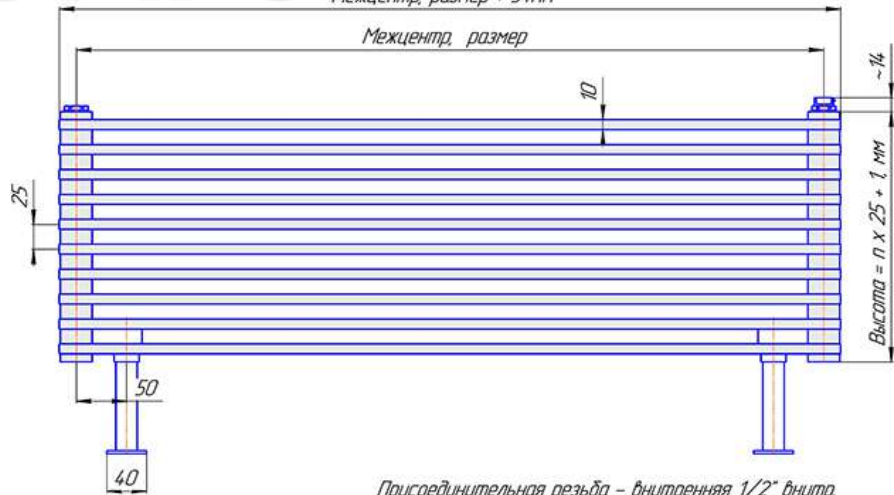 Межцентр, размер
10
~14
25
Высота = n x 25 + 1 мм
50
40
Присоединительная резьба – внутренняя 1/2" внутр.